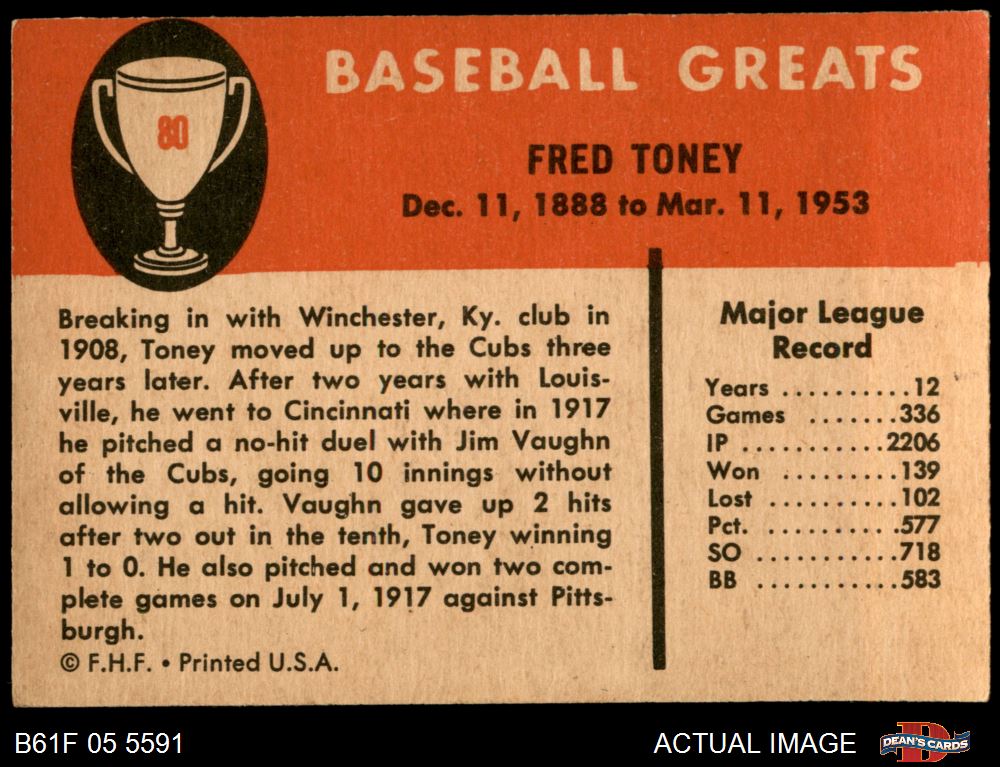 80
BASEBALL GREATS
FRED TONEY
Dec. 11, 1888 to Mar. 11, 1953
Breaking in with Winchester, Ky. club in
1908, Toney moved up to the Cubs three
years later. After two years with Louis-
ville, he went to Cincinnati where in 1917
he pitched a no-hit duel with Jim Vaughn
of the Cubs, going 10 innings without
allowing a hit. Vaughn gave up 2 hits
after two out in the tenth, Toney winning
1 to 0. He also pitched and won two com-
plete games on July 1, 1917 against Pitts-
burgh.
© F.H.F. • Printed U.S.A.
Major League
Record
Years ..........12
Games .......336
IP ...........2206
Won .........139
Lost ..........102
Pct. ..........577
SO ...........718
BB ...........583
B61F 05 5591
ACTUAL IMAGE
D
DEAN'S CARDS